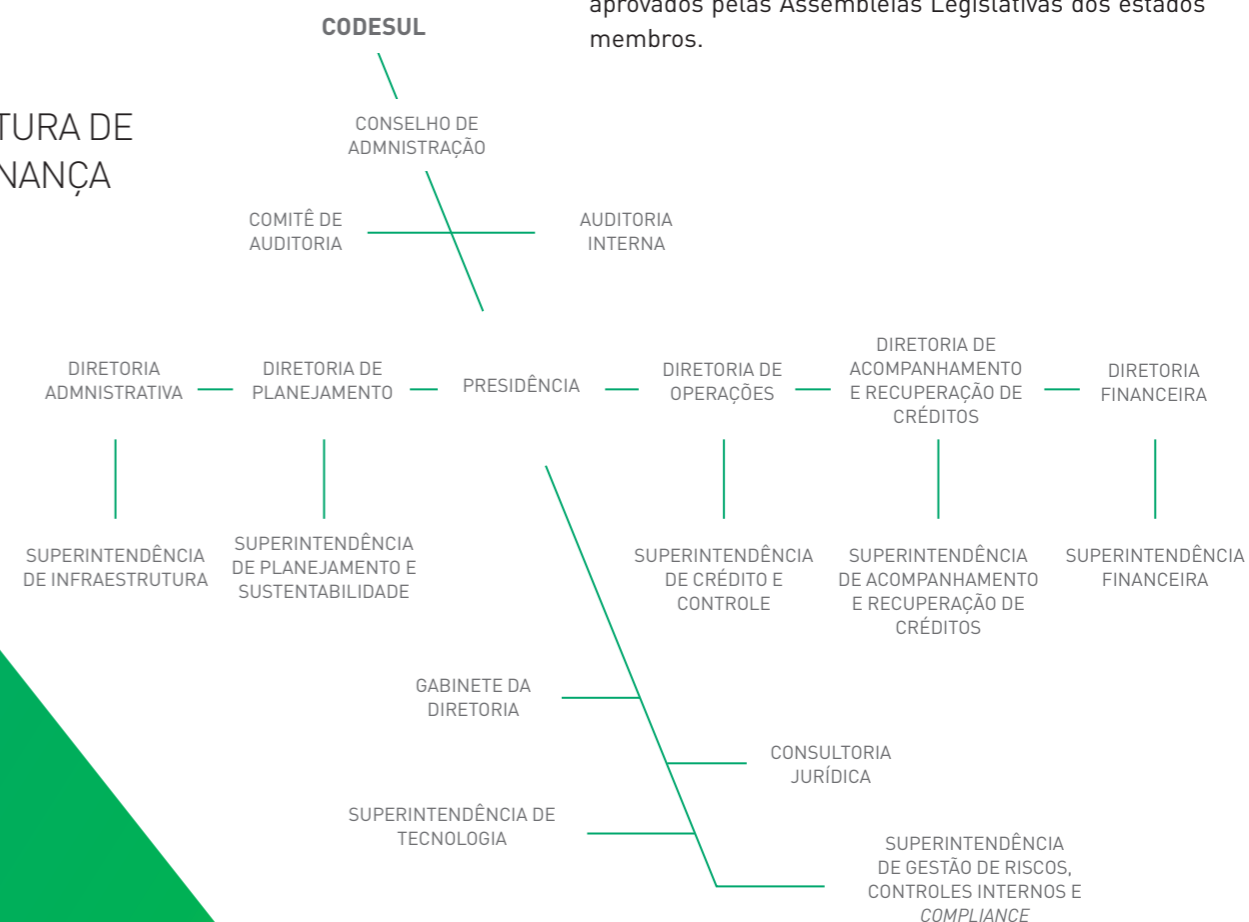 aprovados pelas Assembleias Legislativas dos estados
membros.
CODESUL
TURA DE
NANÇA
CONSELHO DE
ADMNISTRAÇÃO
COMITÊ DE
AUDITORIA
AUDITORIA
INTERNA
DIRETORIA
ADMNISTRATIVA
DIRETORIA DE
PLANEJAMENTO
PRESIDÊNCIA
DIRETORIA DE
OPERAÇÕES
DIRETORIA DE
ACOMPANHAMENTO
E RECUPERAÇÃO DE
CRÉDITOS
DIRETORIA
FINANCEIRA
SUPERINTENDÊNCIA
DE INFRAESTRUTURA
SUPERINTENDÊNCIA
DE PLANEJAMENTO E
SUSTENTABILIDADE
SUPERINTENDÊNCIA
DE CRÉDITO E
CONTROLE
SUPERINTENDÊNCIA
DE ACOMPANHAMENTO
E RECUPERAÇÃO DE
CRÉDITOS
SUPERINTENDÊNCIA
FINANCEIRA
GABINETE DA
DIRETORIA
CONSULTORIA
JURÍDICA
SUPERINTENDÊNCIA DE
TECNOLOGIA
SUPERINTENDÊNCIA
DE GESTÃO DE RISCOS,
CONTROLES INTERNOS E
COMPLIANCE